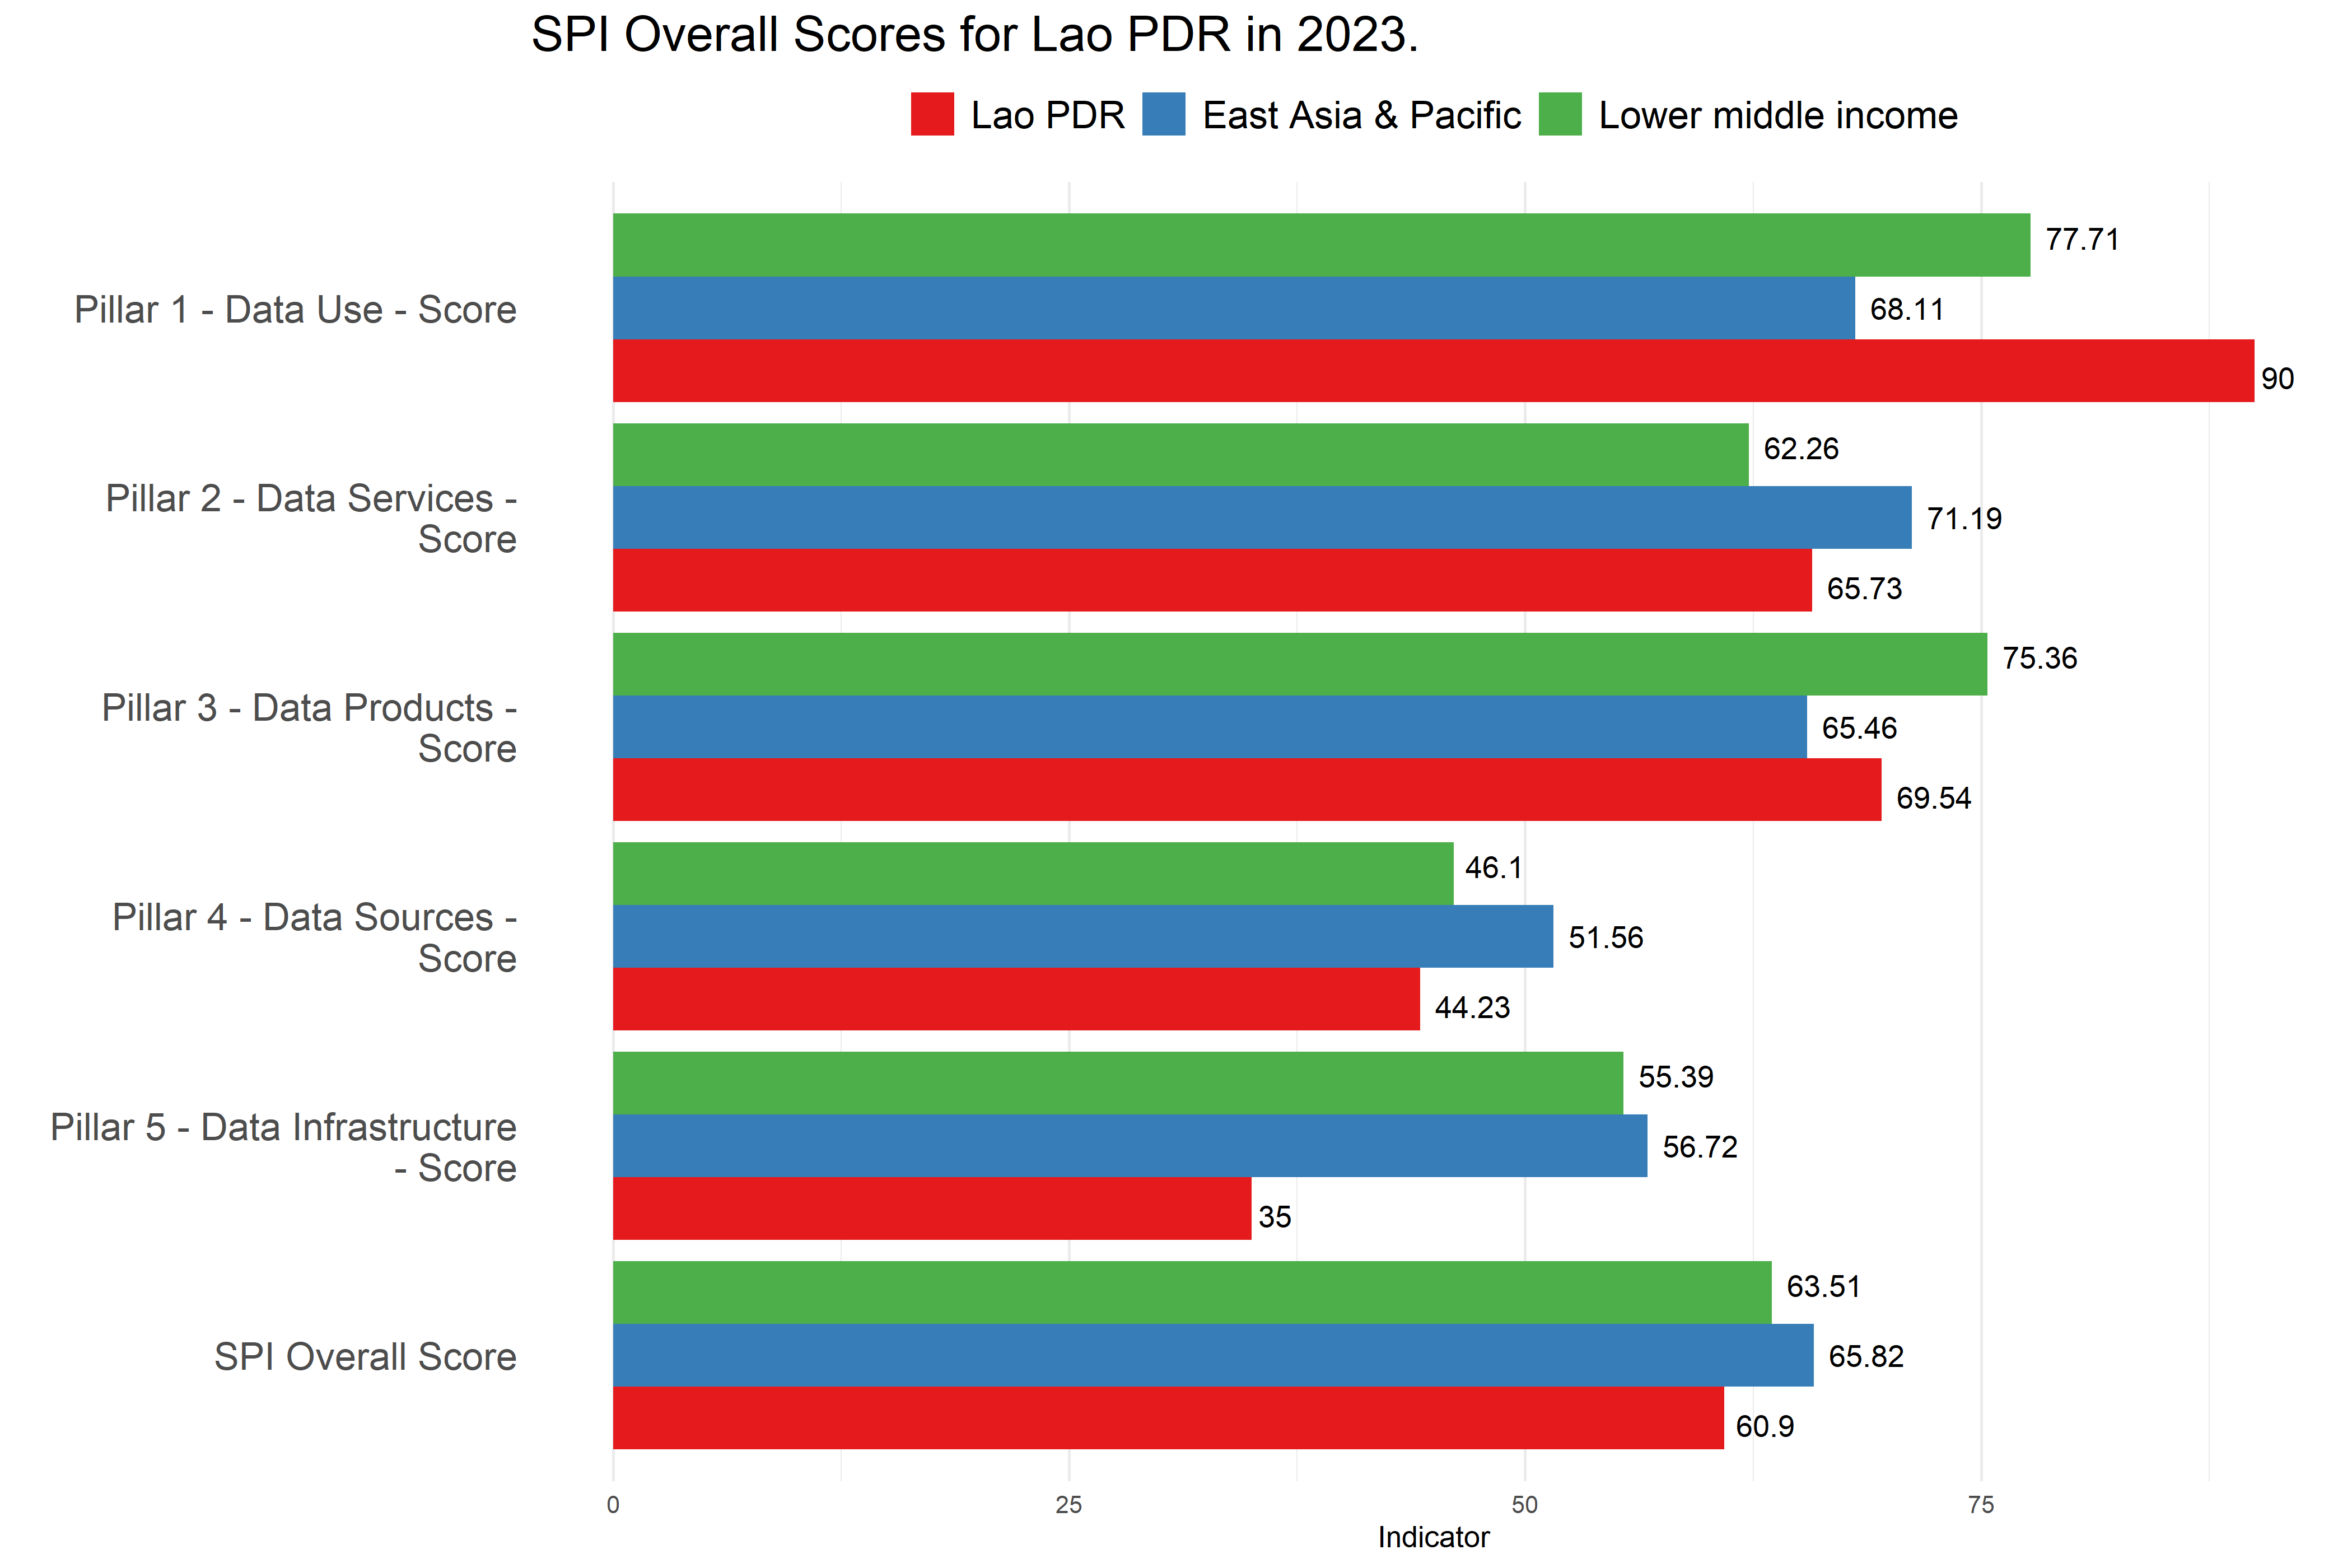 SPI Overall Scores for Lao PDR in 2023.
Lao PDR East Asia & Pacific Lower middle income
Pillar 1 - Data Use - Score
77.71
68.11
90
Pillar 2 - Data Services -
Score
62.26
71.19
65.73
Pillar 3 - Data Products -
Score
75.36
65.46
69.54
Pillar 4 - Data Sources -
Score
46.1
51.56
44.23
Pillar 5 - Data Infrastructure
- Score
55.39
56.72
35
SPI Overall Score
63.51
65.82
60.9
0 25 50 75
Indicator